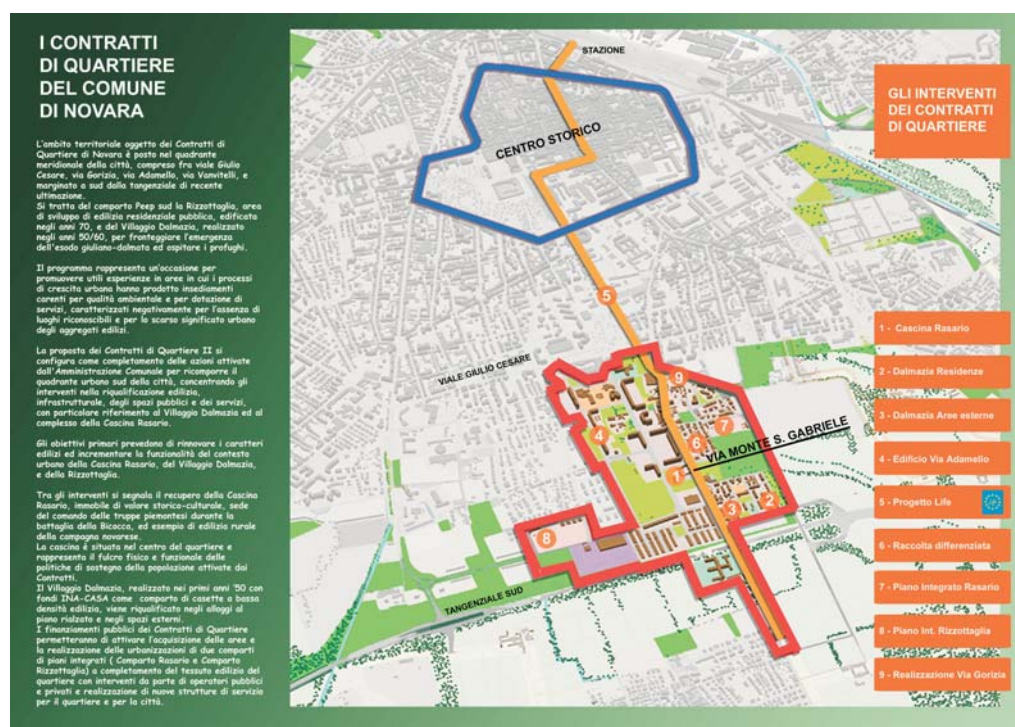 I CONTRATTI
DI QUARTIERE
DEL COMUNE
DI NOVARA
L'ambito territoriale oggetto dei Contratti di
Quartiere di Novara è posto nel quadrante
meridionale della città, compreso fra viale Giulio
Cesare, via Gorizia, via Adamello, via Vanvitelli, e
marginato a sud dalla tangenziale di recente
ultimazione.
Si tratta del comparto Peep sud la Rizzottaglia, area
di sviluppo di edilizia residenziale pubblica, edificata
negli anni 70, e del Villaggio Dalmazia, realizzato
negli anni 50/60, per fronteggiare l'emergenza
dell'esodo giuliano-dalmata ed ospitare i profughi.
Il programma rappresenta un'occasione per
promuovere utili esperienze in aree in cui i processi
di crescita urbana hanno prodotto insediamenti
carenti per qualità ambientale e per dotazione di
servizi, caratterizzati negativamente per l'assenza di
luoghi riconoscibili e per lo scarso significato urbano
degli aggregati edilizi.
La proposta dei Contratti di Quartiere II si
configura come completamento delle azioni attivate
dall'Amministrazione Comunale per ricomporre il
quadrante urbano sud della città, concentrando gli
interventi nella riqualificazione edilizia,
infrastrutturale, degli spazi pubblici e dei servizi,
con particolare riferimento al Villaggio Dalmazia ed al
complesso della Cascina Rasario.
Gli obiettivi primari prevedono di rinnovare i caratteri
edilizi ed incrementare la funzionalità del contesto
urbano della Cascina Rasario, del Villaggio Dalmazia,
e della Rizzottaglia.
Tra gli interventi si segnala il recupero della Cascina
Rasario, immobile di valore storico-culturale, sede
del comando delle truppe piemontesi durante la
battaglia della Bicocca, ed esempio di edilizia rurale
della campagna novarese.
La cascina è situata nel centro del quartiere e
rappresenta il fulcro fisico e funzionale delle
politiche di sostegno della popolazione attivate dai
Contratti.
Il Villaggio Dalmazia, realizzato nei primi anni '50 con
fondi INA-CASA come comparto di casette a bassa
densità edilizia, viene riqualificato negli alloggi al
piano rialzato e negli spazi esterni.
I finanziamenti pubblici dei Contratti di Quartiere
permetteranno di attivare l'acquisizione delle aree e
la realizzazione delle urbanizzazioni di due comparti
di piani integrati ( Comparto Rasario e Comparto
Rizzottaglia) a completamento del tessuto edilizio del
quartiere con interventi da parte di operatori pubblici
e privati e realizzazione di nuove strutture di servizio
per il quartiere e per la città.
STAZIONE
CENTRO STORICO
5
VIALE GIULIO CESARE
9
4
7
6
VIA MONTE S. GABRIELE
1
2
3
8
TANGENZIALE SUD
GLI INTERVENTI
DEI CONTRATTI
DI QUARTIERE
1 - Cascina Rasario
2 - Dalmazia Residenze
3 - Dalmazia Aree esterne
4 - Edificio Via Adamello
5 - Progetto Life
6 - Raccolta differenziata
7 - Piano Integrato Rasario
8 - Piano Int. Rizzottaglia
9 - Realizzazione Via Gorizia